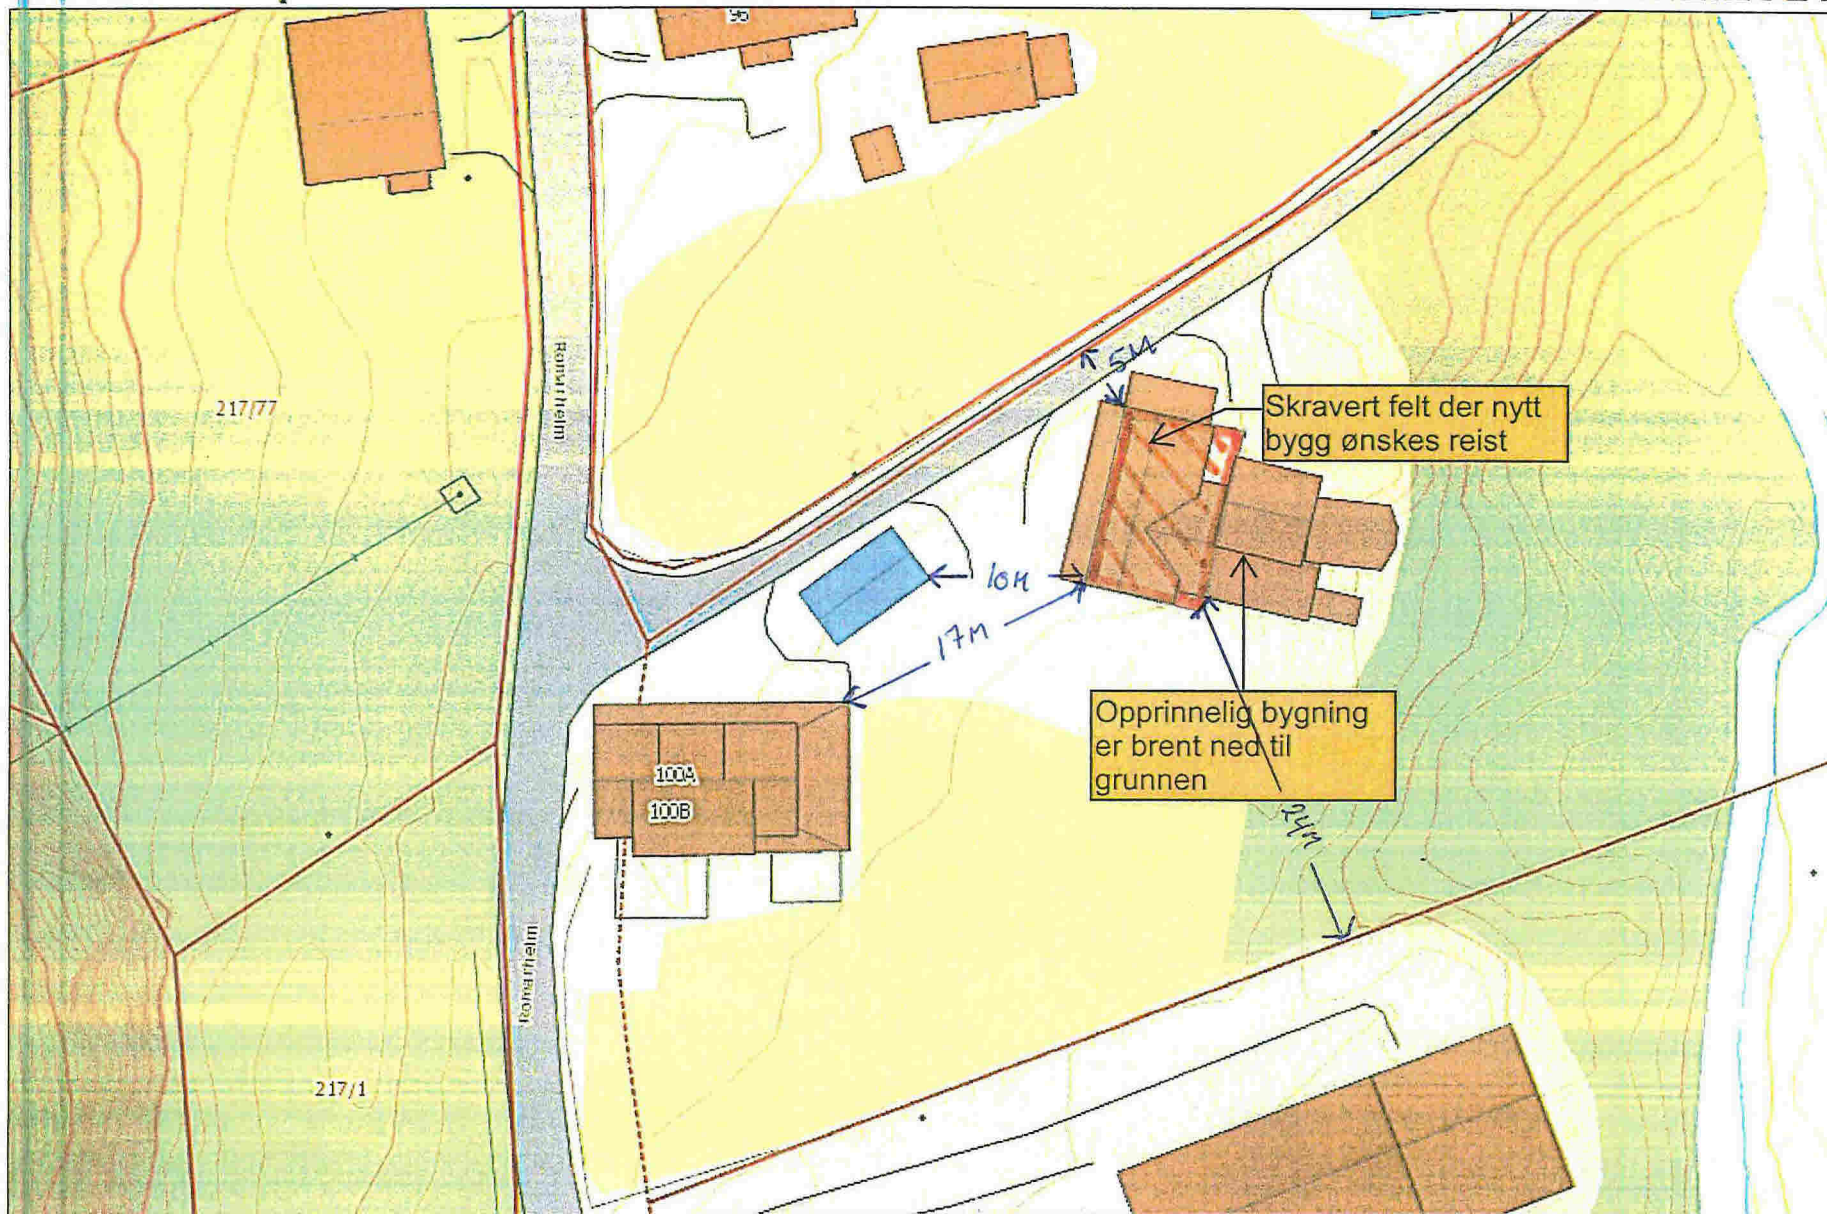 96
Romarheim
217/77
5M
Skravert felt der nytt
bygg ønskes reist
10M
17M
Opprinnelig bygning
er brent ned til
grunnen
100A
100B
24M
Romarheim
217/1